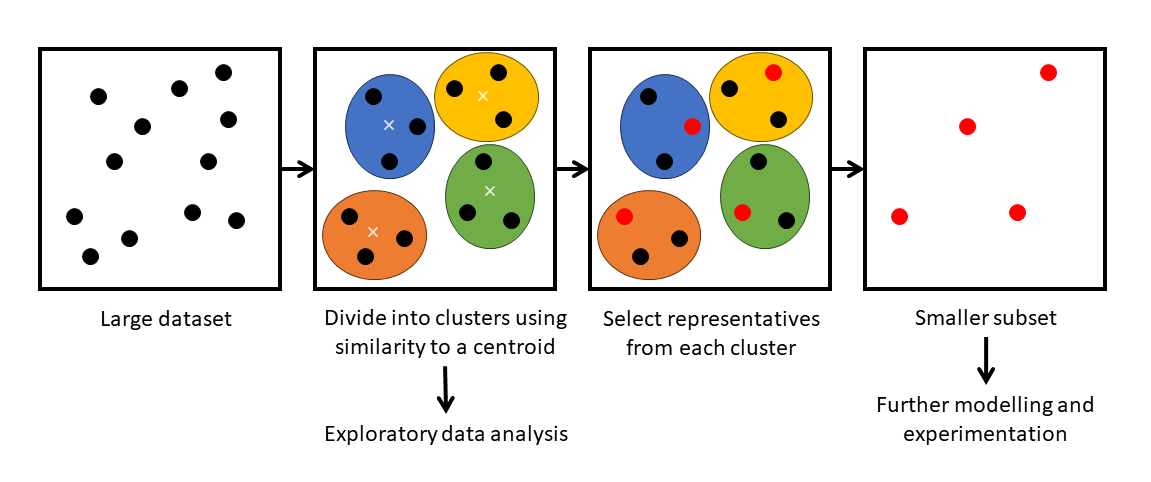 Large dataset
Divide into clusters using
similarity to a centroid
Exploratory data analysis
Select representatives
from each cluster
Smaller subset
Further modelling and
experimentation